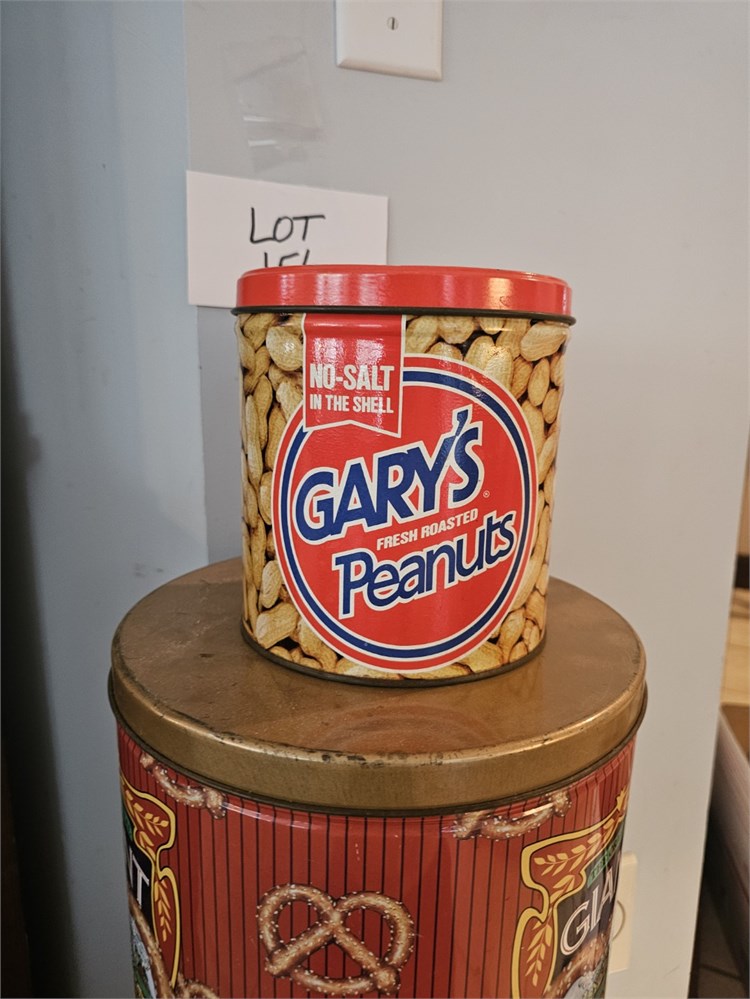 LOT
NO-SALT
IN THE SHELL
GARY'S®
FRESH ROASTED
Peanuts